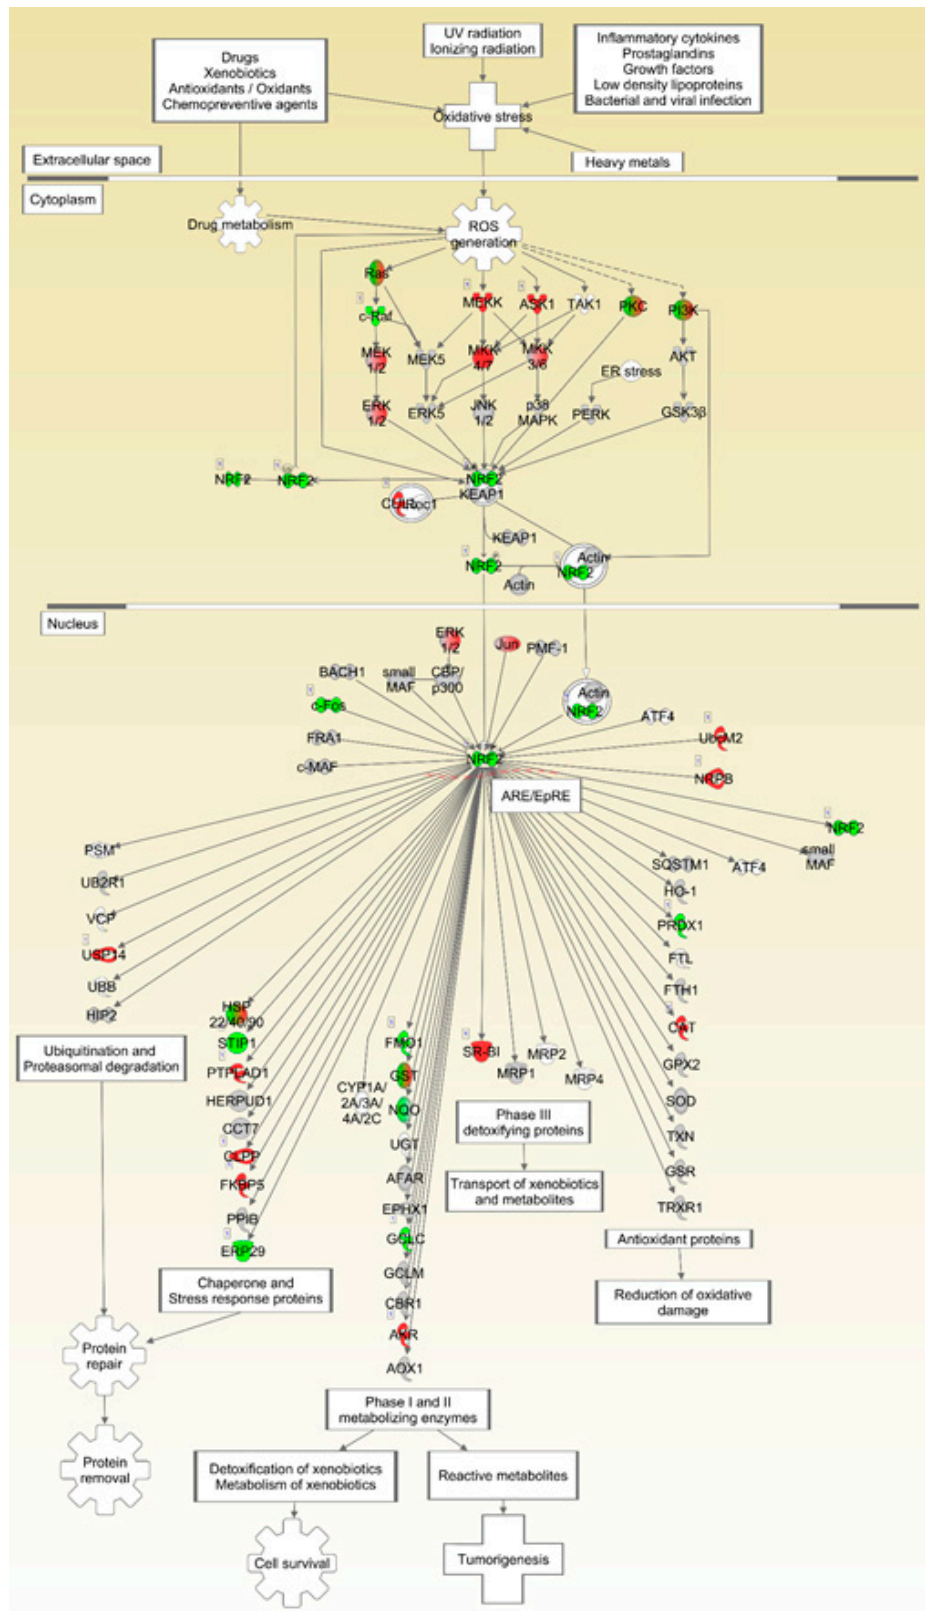 UV radiation
Ionizing radiation
Drugs
Xenobiotics
Antioxidants / Oxidants
Chemopreventive agents
Inflammatory cytokines
Prostaglandins
Growth factors
Low density lipoproteins
Bacterial and viral infection
Oxidative stress
Heavy metals
Extracellular space
Cytoplasm
Drug metabolism
ROS
generation
Ras
c-Raf
MEKK
ASK1
TAK1
PKC
PI3K
MEK
1/2
MEK5
MKK
4/7
MKK
3/6
AKT
ER stress
ERK
1/2
ERK5
JNK
1/2
p38
MAPK
PERK
GSK3β
NRF2
NRF2
NRF2
KEAP1
KEAP1
NRF2
Actin
NRF2
Actin
Nucleus
ERK
1/2
Jun
PMF-1
BACH1
small
MAF
CBP/
p300
c-Fos
Actin
NRF2
ATF4
FRA1
UbcM2
c-MAF
NRF2
NRPB
ARE/EpRE
NRF2
small
MAF
PSM
SQSTM1
ATF4
UB2R1
HO-1
VCP
PRDX1
USP14
FTL
UBB
FTH1
HIP2
HSP
22/40/90
CAT
STIP1
FMO1
SR-BI
MRP2
MRP1
MRP4
GPX2
Ubiquitination and
Proteasomal degradation
PTPLAD1
GST
HERPUD1
CYP1A/
2A/3A/
4A/2C
NQO
SOD
CCT7
UGT
Phase III
detoxifying proteins
TXN
CLPP
AFAR
GSR
FKBP5
EPHX1
Transport of xenobiotics
and metabolites
TRXR1
PPIB
GCLC
Antioxidant proteins
ERP29
GCLM
Chaperone and
Stress response proteins
CBR1
Reduction of oxidative
damage
AKR
Protein
repair
AOX1
Phase I and II
metabolizing enzymes
Protein
removal
Detoxification of xenobiotics
Metabolism of xenobiotics
Reactive metabolites
Cell survival
Tumorigenesis